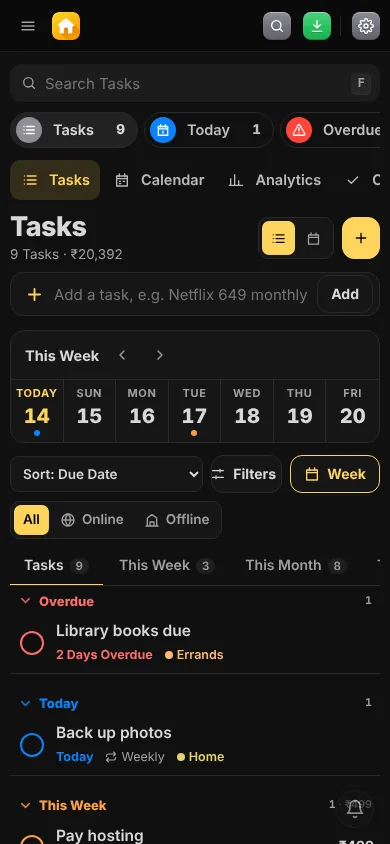 Search Tasks F
Tasks 9 Today 1 Overdue
Tasks Calendar Analytics
Tasks
9 Tasks · ₹20,392
Add a task, e.g. Netflix 649 monthly Add
This Week
TODAY SUN MON TUE WED THU FRI
14 15 16 17 18 19 20
Sort: Due Date Filters Week
All Online Offline
Tasks 9 This Week 3 This Month 8
Overdue 1
Library books due
2 Days Overdue Errands
Today 1
Back up photos
Today Weekly Home
This Week 1
Pay hosting